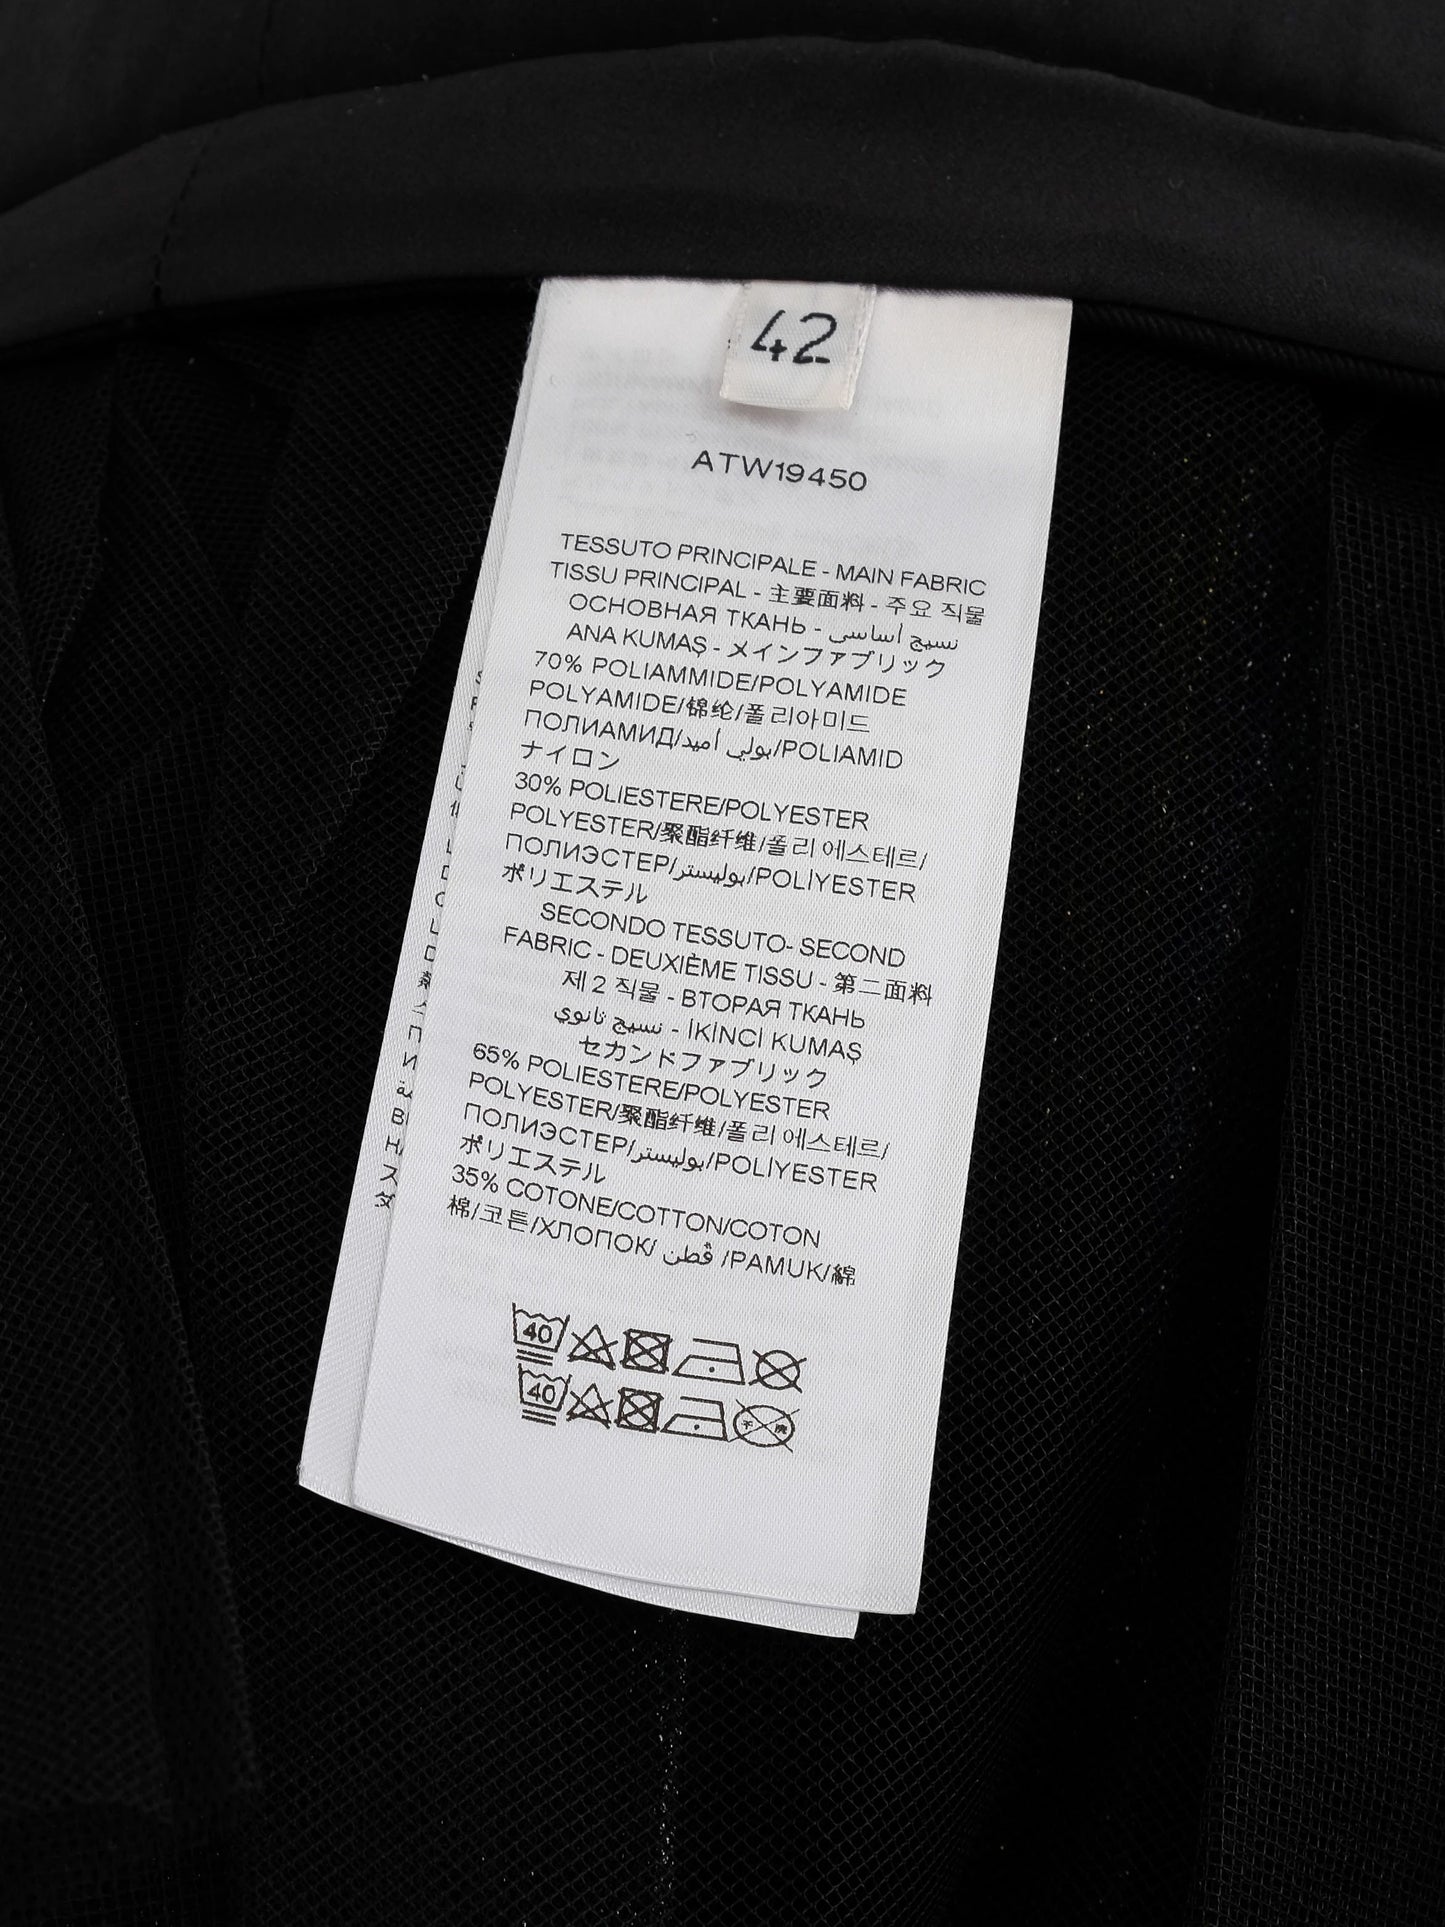 42
ATW19450
TESSUTO PRINCIPALE - MAIN FABRIC
TISSU PRINCIPAL - 主要面料 - 주요 직물
ОСНОВНАЯ ТКАНЬ - نسيج أساسي
ANA KUMAŞ - メインファブリック
70% POLIAMMIDE/POLYAMIDE
POLYAMIDE/锦纶/폴리아미드
ПОЛИАМИД/بولي أميد/POLIAMID
ナイロン
30% POLIESTERE/POLYESTER
POLYESTER/聚酯纤维/폴리 에스테르/
ПОЛИЭСТЕР/بوليستر/POLİYESTER
ポリエステル
SECONDO TESSUTO- SECOND
FABRIC - DEUXIÈME TISSU - 第二面料
제 2 직물 - ВТОРАЯ ТКАНЬ
نسيج ثانوي - İKİNCİ KUMAŞ
セカンドファブリック
65% POLIESTERE/POLYESTER
POLYESTER/聚酯纤维/폴리 에스테르/
ПОЛИЭСТЕР/بوليستر/POLİYESTER
ポリエステル
35% COTONE/COTTON/COTON
棉/코튼/ХЛОПОК/ قُطن /PAMUK/綿
40
40